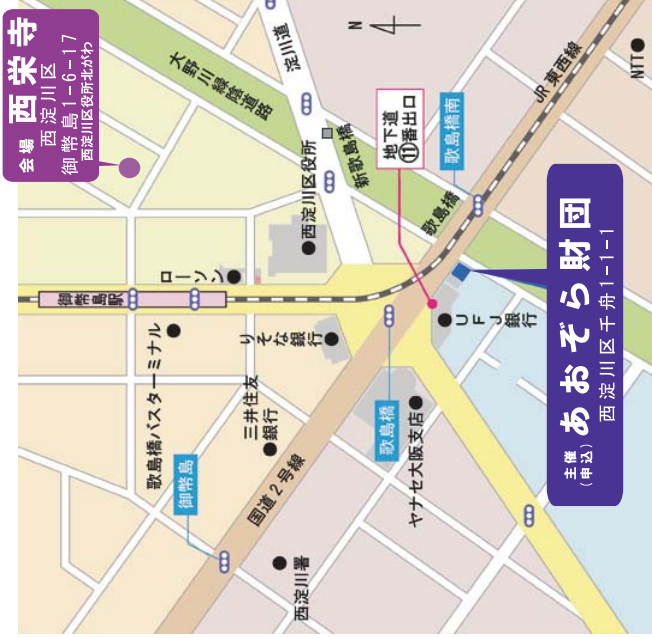 会場 西栄寺
西淀川区
御幣島1-6-17
西淀川区役所北がわ
大野川緑陰道路
淀川道
N
JR東西線
NTT
西淀川区役所
新歌島橋
地下道
⑪番出口
歌島橋南
歌島橋
ローソン
御幣島駅
歌島橋バスターミナル
りそな銀行
UFJ
銀行
三井住友
銀行
御幣島
国道2号線
歌島橋
ヤナセ大阪支店
西淀川署
主催
(申込)
あおぞら財団
西淀川区千舟1-1-1